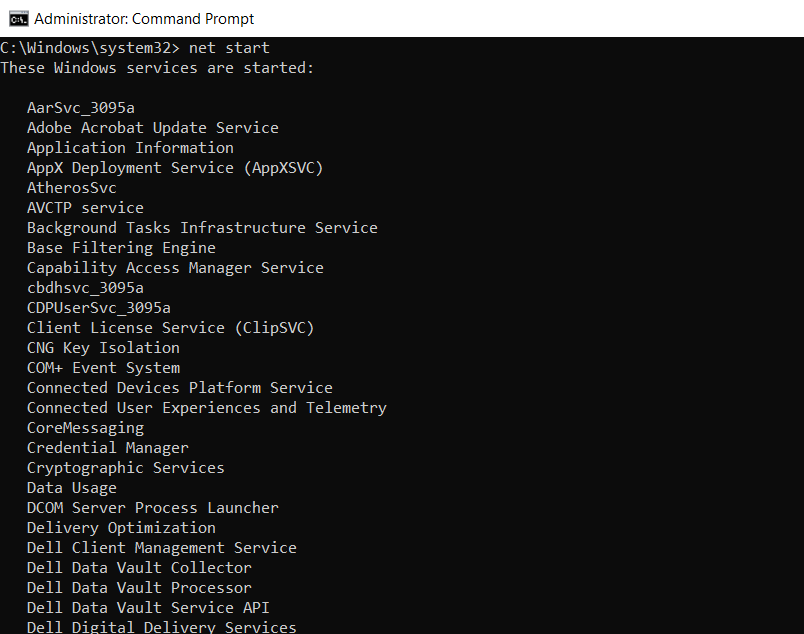 Administrator: Command Prompt
C:\Windows\system32> net start
These Windows services are started:
AarSvc_3095a
Adobe Acrobat Update Service
Application Information
AppX Deployment Service (AppXSVC)
AtherosSvc
AVCTP service
Background Tasks Infrastructure Service
Base Filtering Engine
Capability Access Manager Service
cbdhsvc_3095a
CDPUserSvc_3095a
Client License Service (ClipSVC)
CNG Key Isolation
COM+ Event System
Connected Devices Platform Service
Connected User Experiences and Telemetry
CoreMessaging
Credential Manager
Cryptographic Services
Data Usage
DCOM Server Process Launcher
Delivery Optimization
Dell Client Management Service
Dell Data Vault Collector
Dell Data Vault Processor
Dell Data Vault Service API
Dell Digital Delivery Services